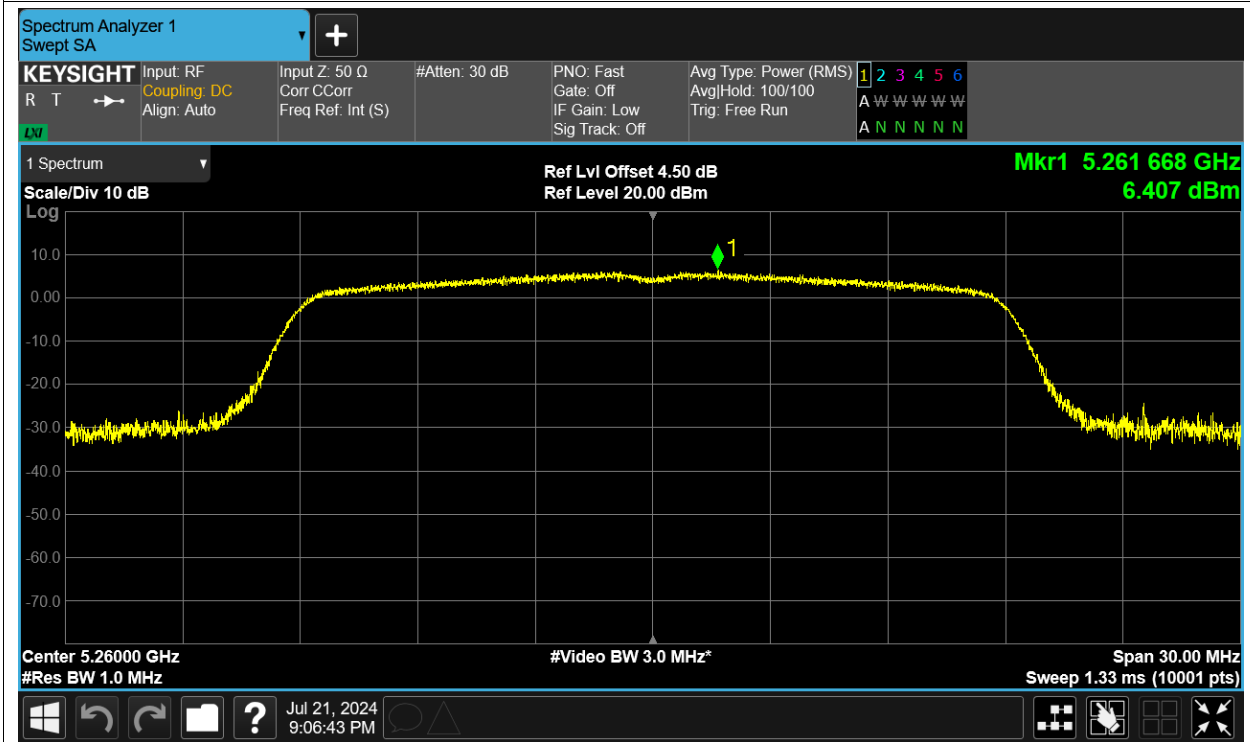 Spectrum Analyzer 1
Swept SA
+
KEYSIGHT
R T
LXI
Input: RF
Coupling: DC
Align: Auto
Input Z: 50 Ω
Corr CCorr
Freq Ref: Int (S)
#Atten: 30 dB
PNO: Fast
Gate: Off
IF Gain: Low
Sig Track: Off
Avg Type: Power (RMS)
Avg|Hold: 100/100
Trig: Free Run
1 2 3 4 5 6
A W W W W W
A N N N N N
1 Spectrum
Scale/Div 10 dB
Log
Ref Lvl Offset 4.50 dB
Ref Level 20.00 dBm
Mkr1 5.261 668 GHz
6.407 dBm
1
10.0
0.00
-10.0
-20.0
-30.0
-40.0
-50.0
-60.0
-70.0
Center 5.26000 GHz
#Res BW 1.0 MHz
#Video BW 3.0 MHz*
Span 30.00 MHz
Sweep 1.33 ms (10001 pts)
?
Jul 21, 2024
9:06:43 PM